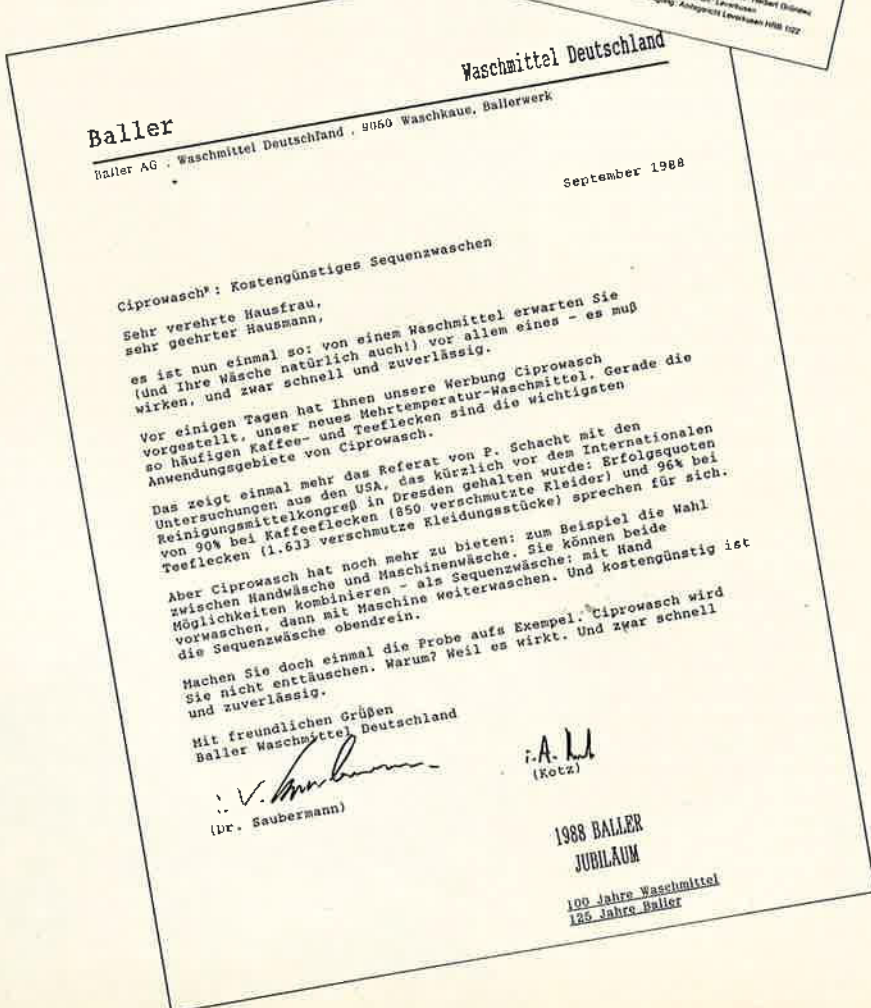 Herbert Grünewald
Leverkusen
Amtsgericht Leverkusen HRB 1122
Waschmittel Deutschland
Baller
Baller AG . Waschmittel Deutschland . 9060 Waschkaue, Ballerwerk
September 1988
Ciprowasch®: Kostengünstiges Sequenzwaschen
Sehr verehrte Hausfrau,
sehr geehrter Hausmann,
es ist nun einmal so: von einem Waschmittel erwarten Sie
(und Ihre Wäsche natürlich auch!) vor allem eines - es muß
wirken, und zwar schnell und zuverlässig.
Vor einigen Tagen hat Ihnen unsere Werbung Ciprowasch
vorgestellt, unser neues Mehrtemperatur-Waschmittel. Gerade die
so häufigen Kaffee- und Teeflecken sind die wichtigsten
Anwendungsgebiete von Ciprowasch.
Das zeigt einmal mehr das Referat von P. Schacht mit den
Untersuchungen aus den USA, das kürzlich vor dem Internationalen
Reinigungsmittelkongreß in Dresden gehalten wurde: Erfolgsquoten
von 90% bei Kaffeeflecken (850 verschmutzte Kleider) und 96% bei
Teeflecken (1.633 verschmutze Kleidungsstücke) sprechen für sich.
Aber Ciprowasch hat noch mehr zu bieten: zum Beispiel die Wahl
zwischen Handwäsche und Maschinenwäsche. Sie können beide
Möglichkeiten kombinieren - als Sequenzwäsche: mit Hand
vorwaschen, dann mit Maschine weiterwaschen. Und kostengünstig ist
die Sequenzwäsche obendrein.
Machen Sie doch einmal die Probe aufs Exempel. Ciprowasch wird
Sie nicht enttäuschen. Warum? Weil es wirkt. Und zwar schnell
und zuverlässig.
Mit freundlichen Grüßen
Baller Waschmittel Deutschland
i.V.
i.A.
(Dr. Saubermann)
(Kotz)
1988 BALLER
JUBILÄUM
100 Jahre Waschmittel
125 Jahre Baller